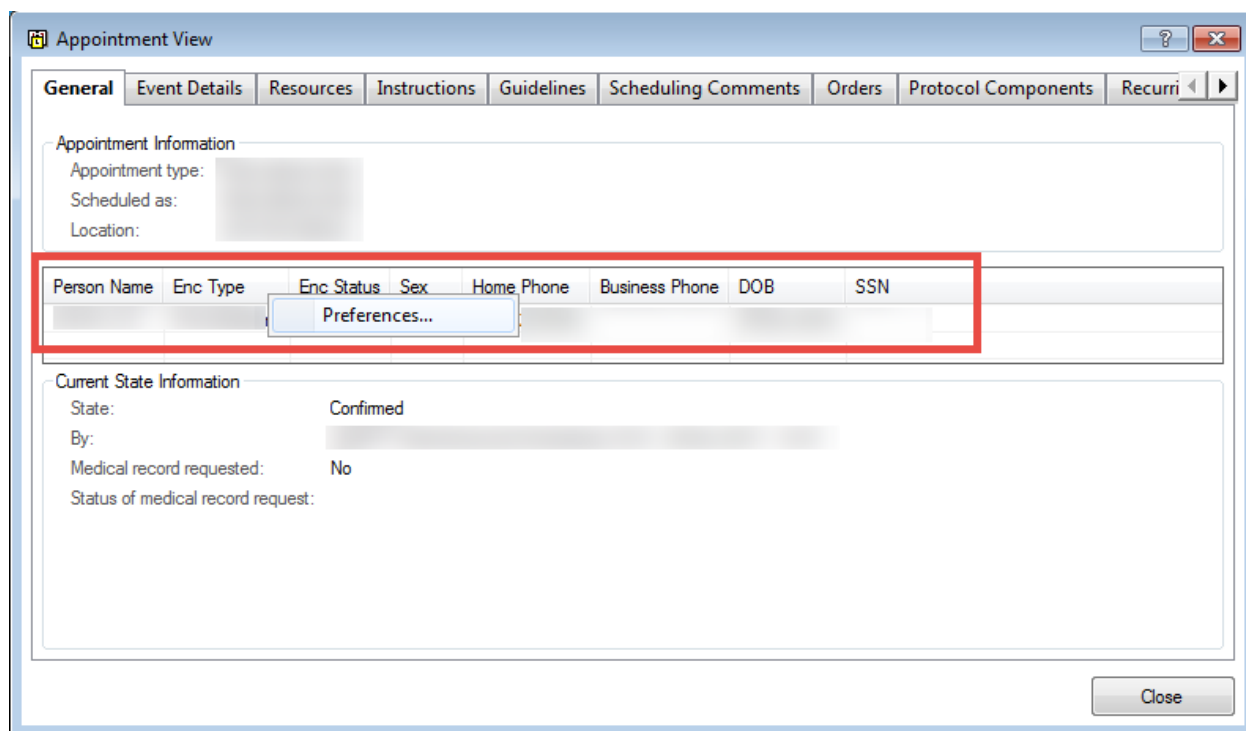 Appointment View
General Event Details Resources Instructions Guidelines Scheduling Comments Orders Protocol Components Recurri
Appointment Information
Appointment type:
Scheduled as:
Location:
Person Name Enc Type Enc Status Sex Home Phone Business Phone DOB SSN
Preferences...
Current State Information
State: Confirmed
By:
Medical record requested: No
Status of medical record request:
Close